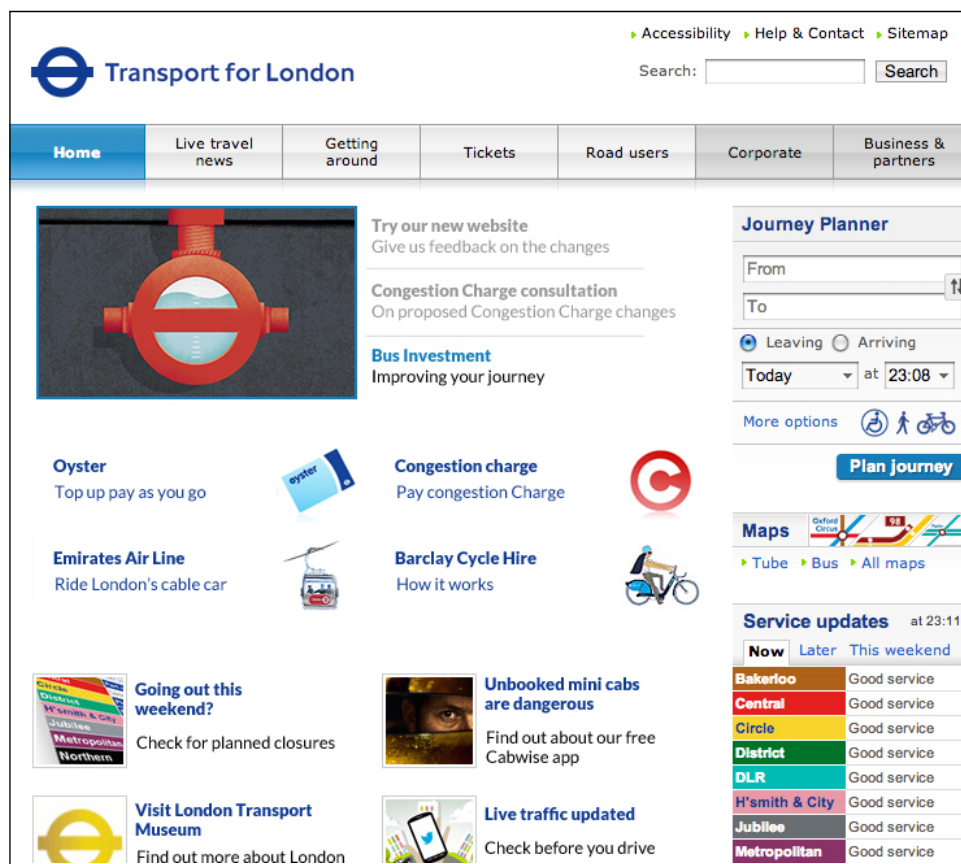 Accessibility Help & Contact Sitemap
Transport for London
Search: Search
Home
Live travel
news
Getting
around
Tickets
Road users
Corporate
Business &
partners
Try our new website
Give us feedback on the changes
Congestion Charge consultation
On proposed Congestion Charge changes
Bus Investment
Improving your journey
Oyster
Top up pay as you go
oyster
Congestion charge
Pay congestion Charge
Emirates Air Line
Ride London's cable car
Barclay Cycle Hire
How it works
Circle
District
H'smith & City
Jubilee
Metropolitan
Northern
Going out this
weekend?
Check for planned closures
Unbooked mini cabs
are dangerous
Find out about our free
Cabwise app
Visit London Transport
Museum
Find out more about London
Live traffic updated
Check before you drive
Journey Planner
From
To
Leaving Arriving
Today at 23:08
More options
Plan journey
Maps
Oxford
Circus
98
Tube Bus All maps
Service updates at 23:11
Now Later This weekend
Bakerloo Good service
Central Good service
Circle Good service
District Good service
DLR Good service
H'smith & City Good service
Jubilee Good service
Metropolitan Good service